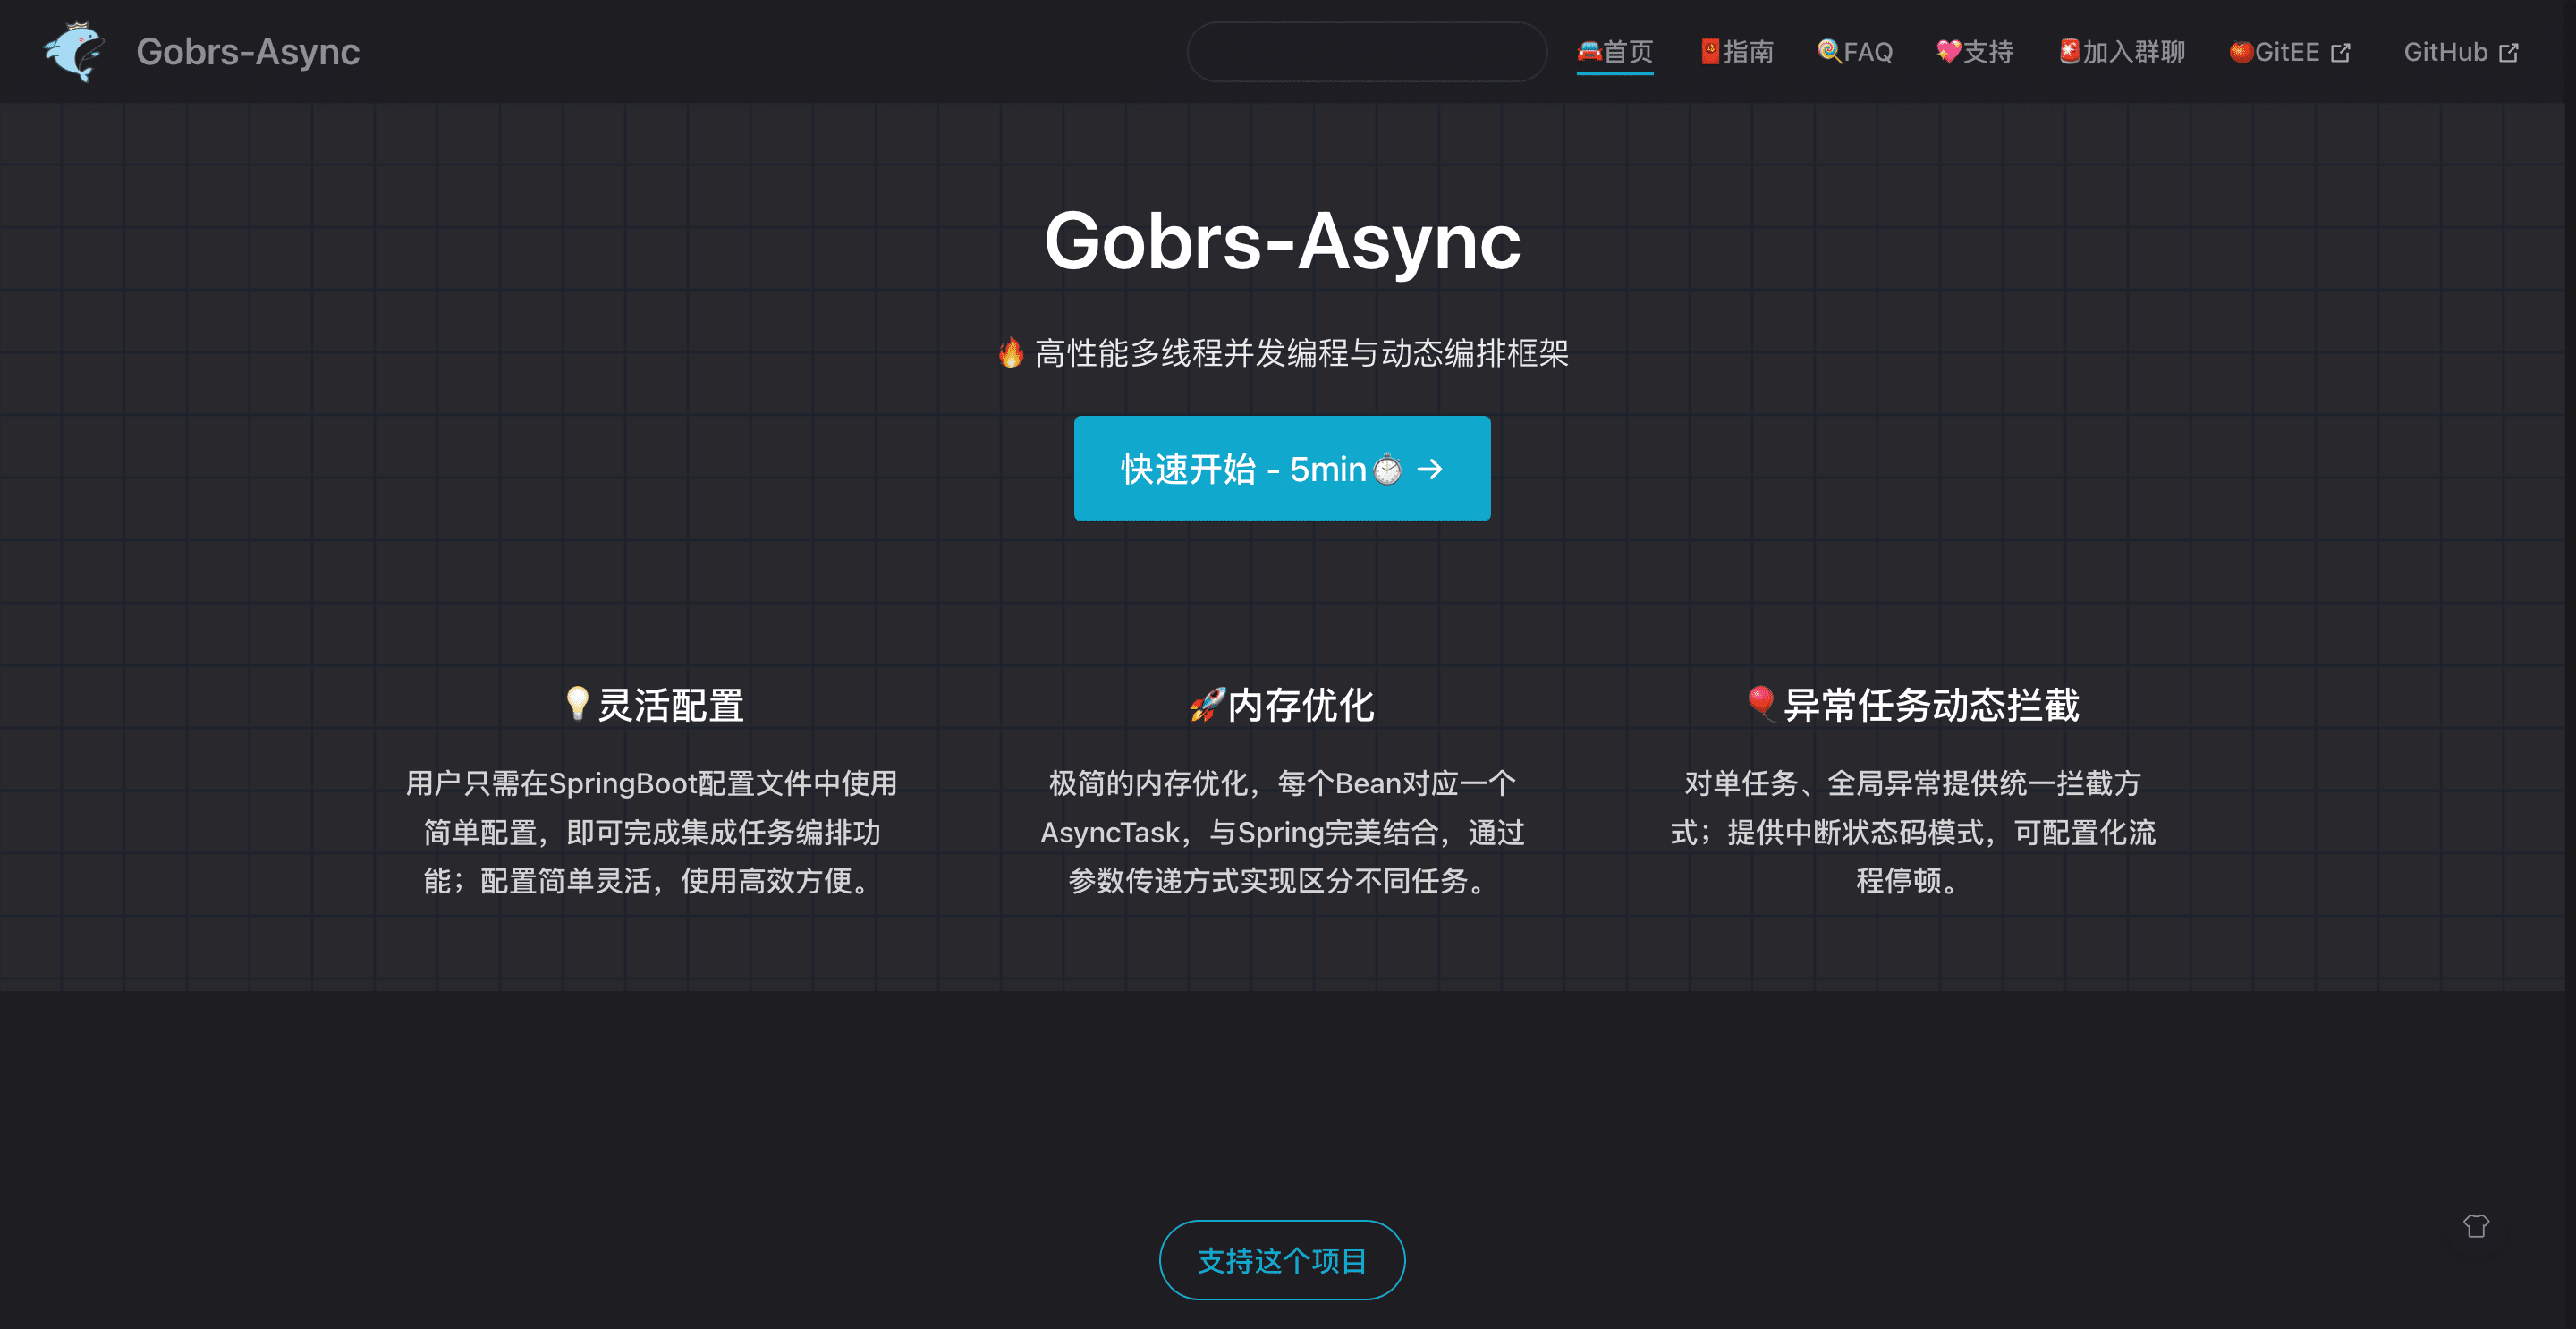 Gobrs-Async
🚘首页 🧧指南 🍭FAQ 💖支持 🚨加入群聊 🍅GitEE GitHub
Gobrs-Async
🔥 高性能多线程并发编程与动态编排框架
快速开始 - 5min⏱ →
💡灵活配置
用户只需在SpringBoot配置文件中使用
简单配置，即可完成集成任务编排功
能；配置简单灵活，使用高效方便。
🚀内存优化
极简的内存优化，每个Bean对应一个
AsyncTask，与Spring完美结合，通过
参数传递方式实现区分不同任务。
🎈异常任务动态拦截
对单任务、全局异常提供统一拦截方
式；提供中断状态码模式，可配置化流
程停顿。
支持这个项目